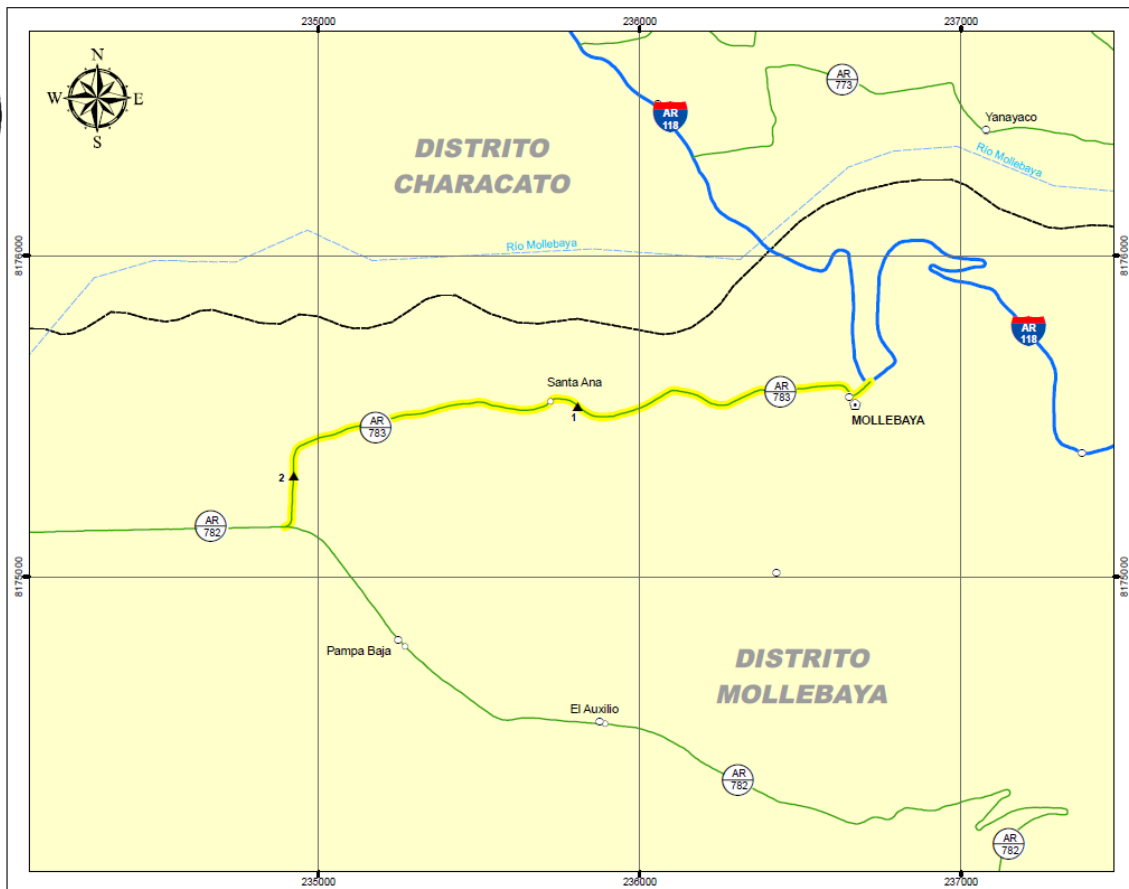 235000
236000
237000
N
W
E
S
AR
773
AR
118
Yanayaco
DISTRITO
CHARACATO
Río Mollebaya
Río Mollebaya
8176000
8176000
AR
118
Santa Ana
AR
783
1
MOLLEBAYA
AR
783
2
AR
782
8175000
8175000
Pampa Baja
DISTRITO
MOLLEBAYA
El Auxilio
AR
782
AR
782
235000
236000
237000